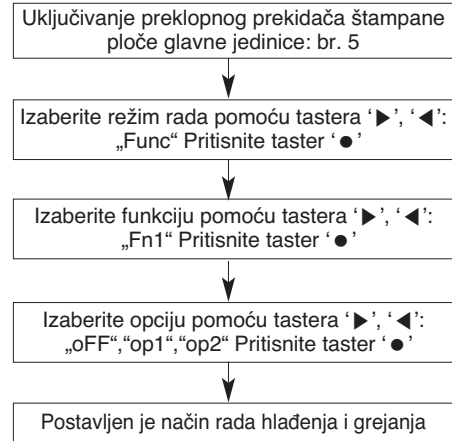 Uključivanje preklopnog prekidača štampane
ploče glavne jedinice: br. 5
Izaberite režim rada pomoću tastera ‘▶’, ‘◀’:
„Func“ Pritisnite taster ‘●’
Izaberite funkciju pomoću tastera ‘▶’, ‘◀’:
„Fn1“ Pritisnite taster ‘●’
Izaberite opciju pomoću tastera ‘▶’, ‘◀’:
„oFF“,“op1“,“op2“ Pritisnite taster ‘●’
Postavljen je način rada hlađenja i grejanja